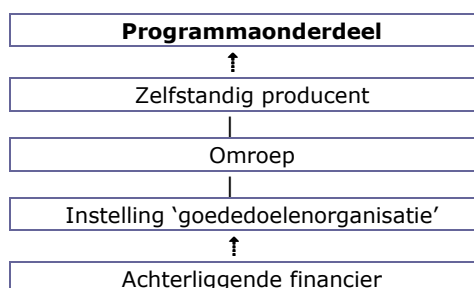 Programmaonderdeel
Zelfstandig producent
Omroep
Instelling ‘goededoelenorganisatie’
Achterliggende financier